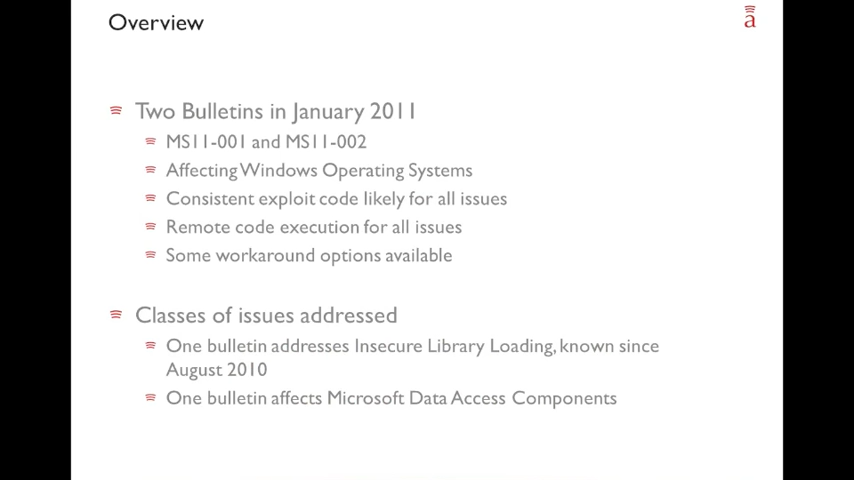 Overview
a
Two Bulletins in January 2011
MS11-001 and MS11-002
Affecting Windows Operating Systems
Consistent exploit code likely for all issues
Remote code execution for all issues
Some workaround options available
Classes of issues addressed
One bulletin addresses Insecure Library Loading, known since
August 2010
One bulletin affects Microsoft Data Access Components